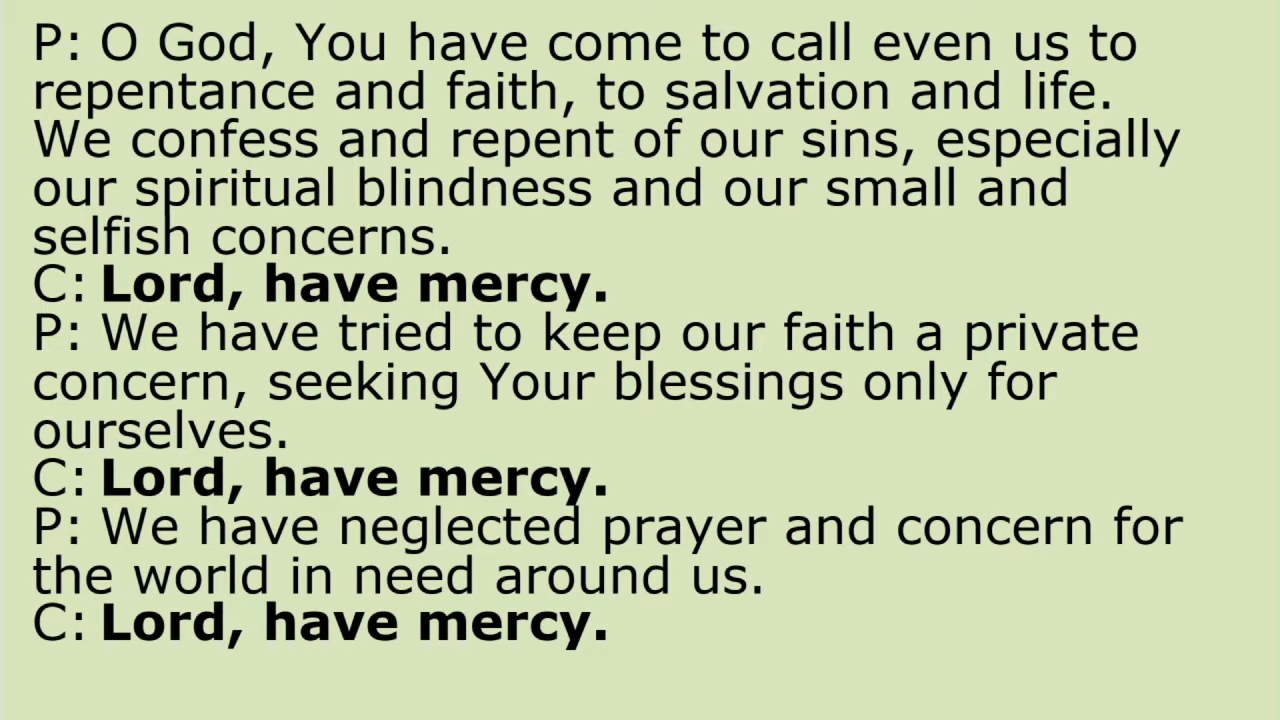 P: O God, You have come to call even us to
repentance and faith, to salvation and life.
We confess and repent of our sins, especially
our spiritual blindness and our small and
selfish concerns.
C: Lord, have mercy.
P: We have tried to keep our faith a private
concern, seeking Your blessings only for
ourselves.
C: Lord, have mercy.
P: We have neglected prayer and concern for
the world in need around us.
C: Lord, have mercy.